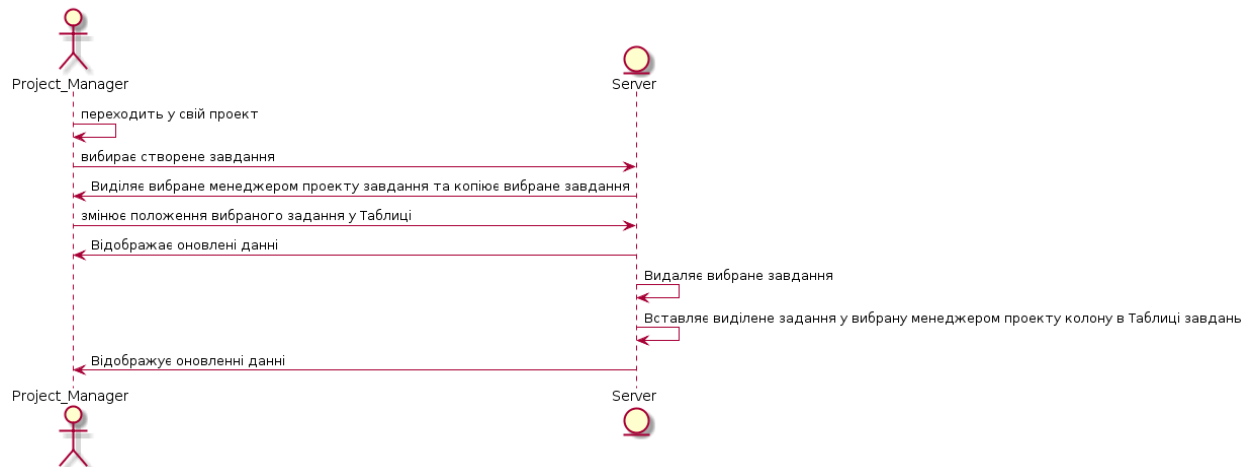 Project_Manager
Server
переходить у свій проект
вибирає створене завдання
Виділяє вибране менеджером проекту завдання та копіює вибране завдання
змінює положення вибраного задання у Таблиці
Відображає оновлені данні
Видаляє вибране завдання
Вставляє виділене задання у вибрану менеджером проекту колону в Таблиці завдань
Відображує оновленні данні
Project_Manager
Server